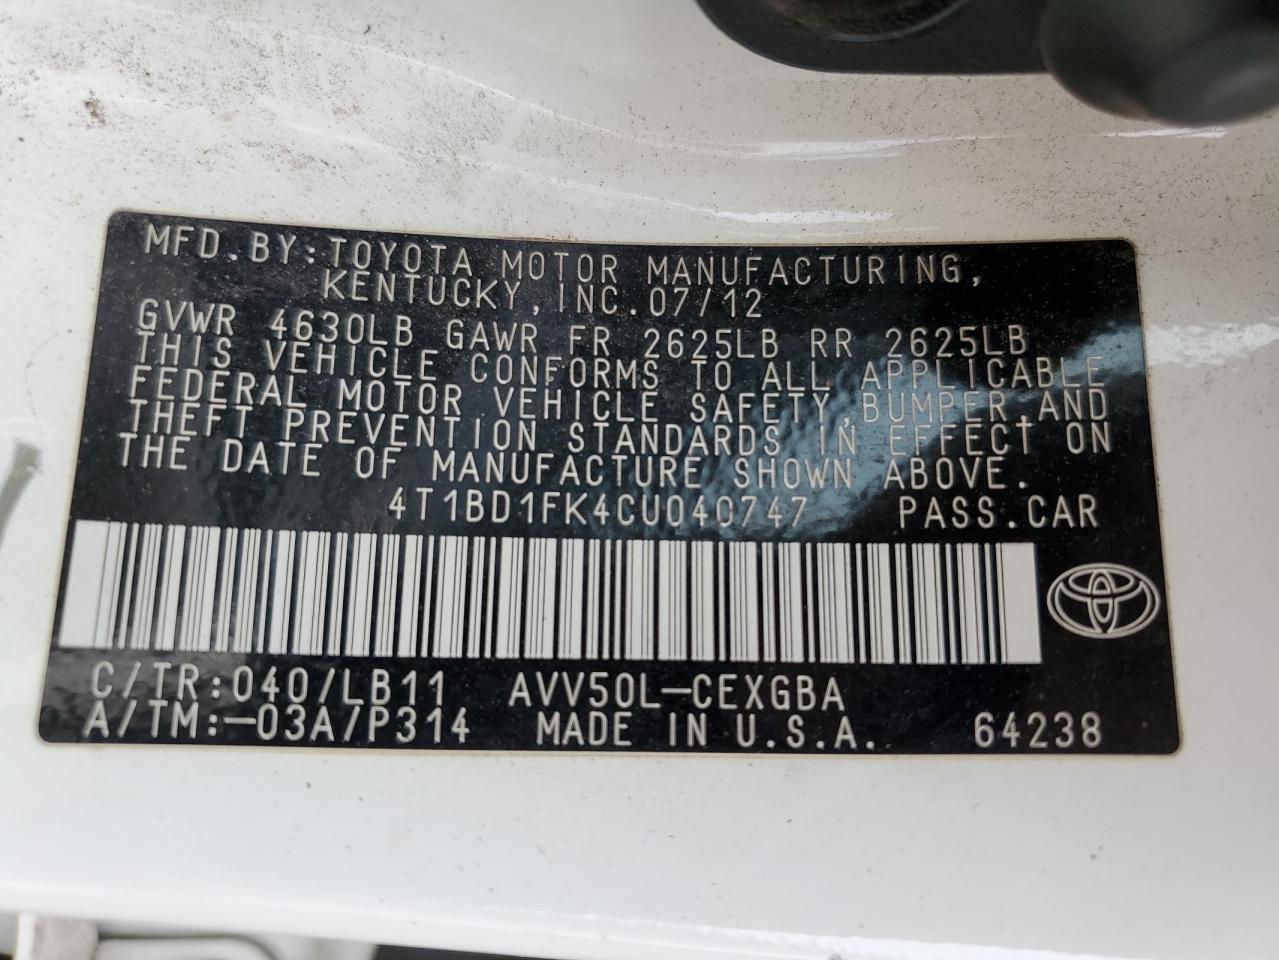 MFD.BY:TOYOTA MOTOR MANUFACTURING,
KENTUCKY, INC. 07/12
GVWR 4630LB GAWR FR 2625LB RR 2625LB
THIS VEHICLE CONFORMS TO ALL APPLICABLE
FEDERAL MOTOR VEHICLE SAFETY,BUMPER,AND
THEFT PREVENTION STANDARDS IN EFFECT ON
THE DATE OF MANUFACTURE SHOWN ABOVE.
4T1BD1FK4CU040747 PASS.CAR
C/TR:040/LB11 AVV50L-CEXGBA
A/TM:-03A/P314 MADE IN U.S.A. 64238